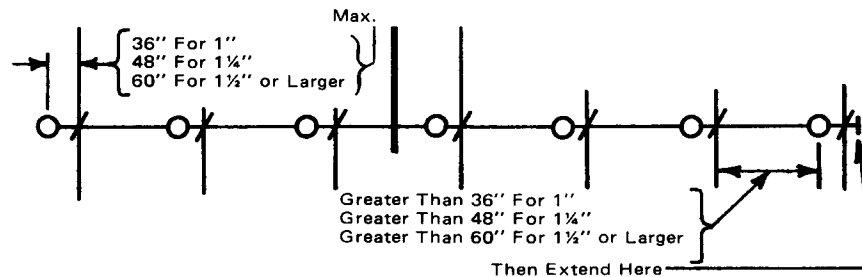 Max.
36" For 1"
48" For 1¼"
60" For 1½" or Larger
Greater Than 36" For 1"
Greater Than 48" For 1¼"
Greater Than 60" For 1½" or Larger
Then Extend Here